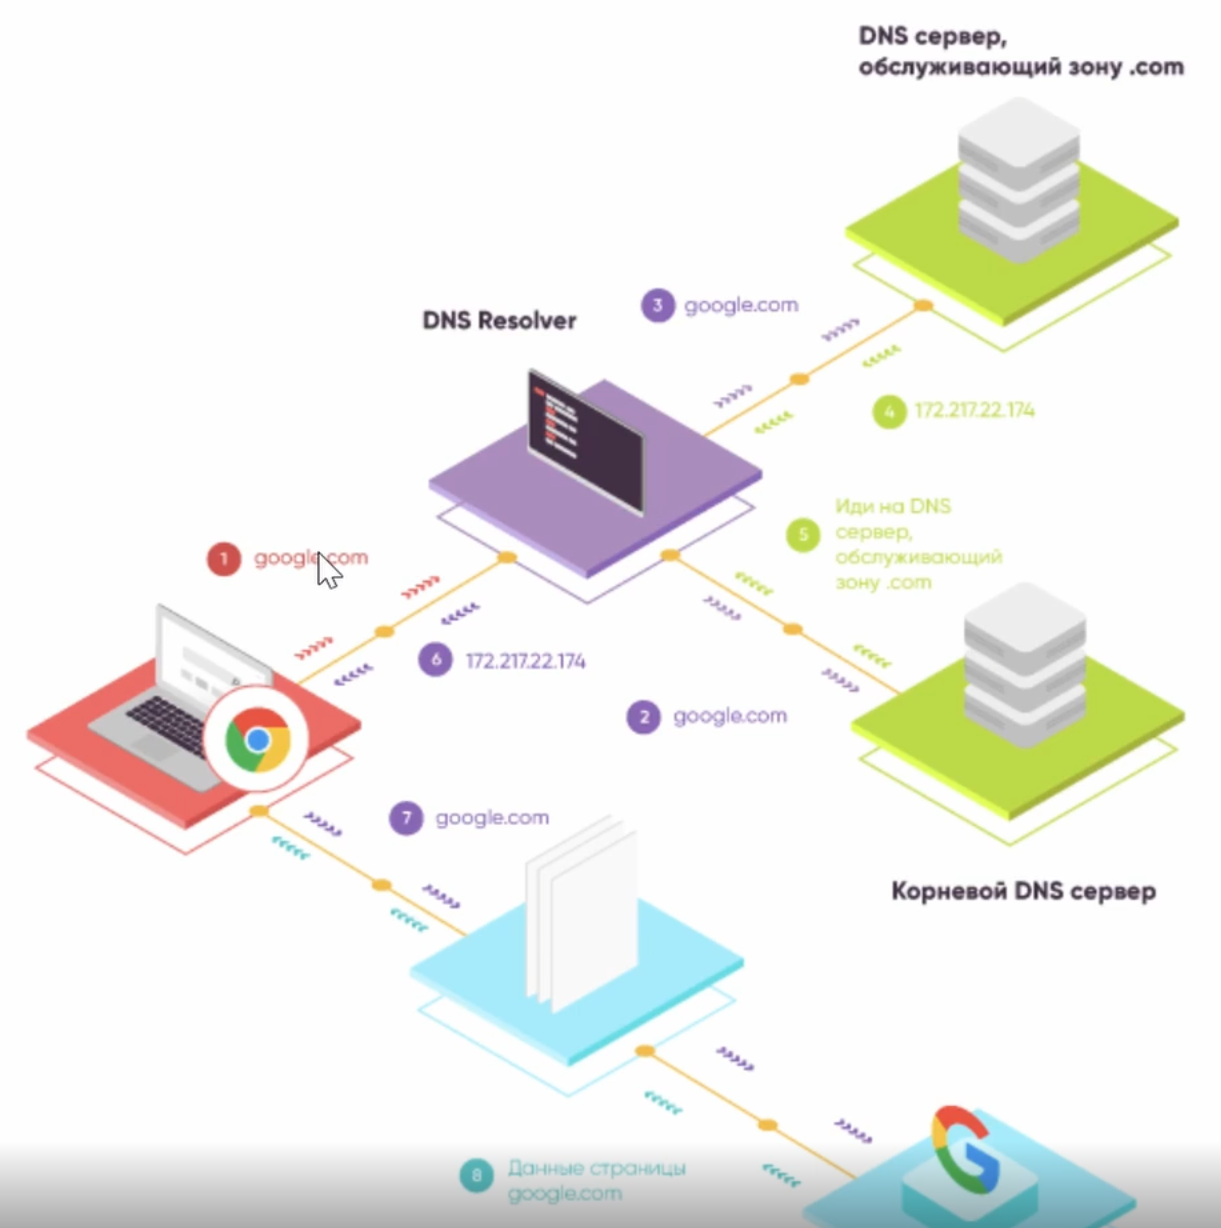 DNS сервер,
обслуживающий зону .com
3 google.com
DNS Resolver
4 172.217.22.174
5 Иди на DNS
сервер,
обслуживающий
зону .com
1 google.com
6 172.217.22.174
2 google.com
7 google.com
Корневой DNS сервер
8 Данные страницы
google.com